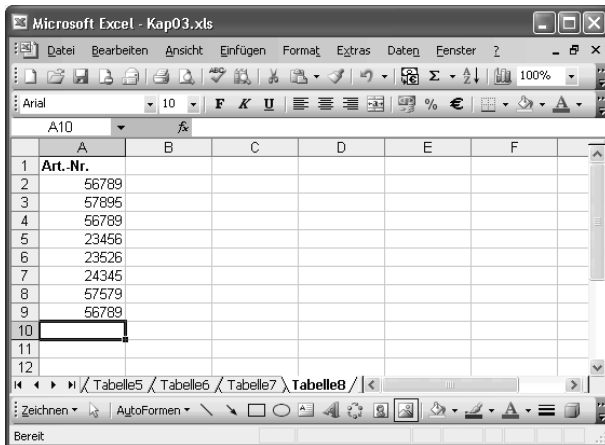 Microsoft Excel - Kap03.xls
Datei Bearbeiten Ansicht Einfügen Format Extras Daten Fenster ?
100%
Arial 10 F K U % €
A10 fx
A B C D E F
1 Art.-Nr.
2 56789
3 57895
4 56789
5 23456
6 23526
7 24345
8 57579
9 56789
10
11
12
Tabelle5 / Tabelle6 / Tabelle7 \ Tabelle8 /
Zeichnen AutoFormen
Bereit